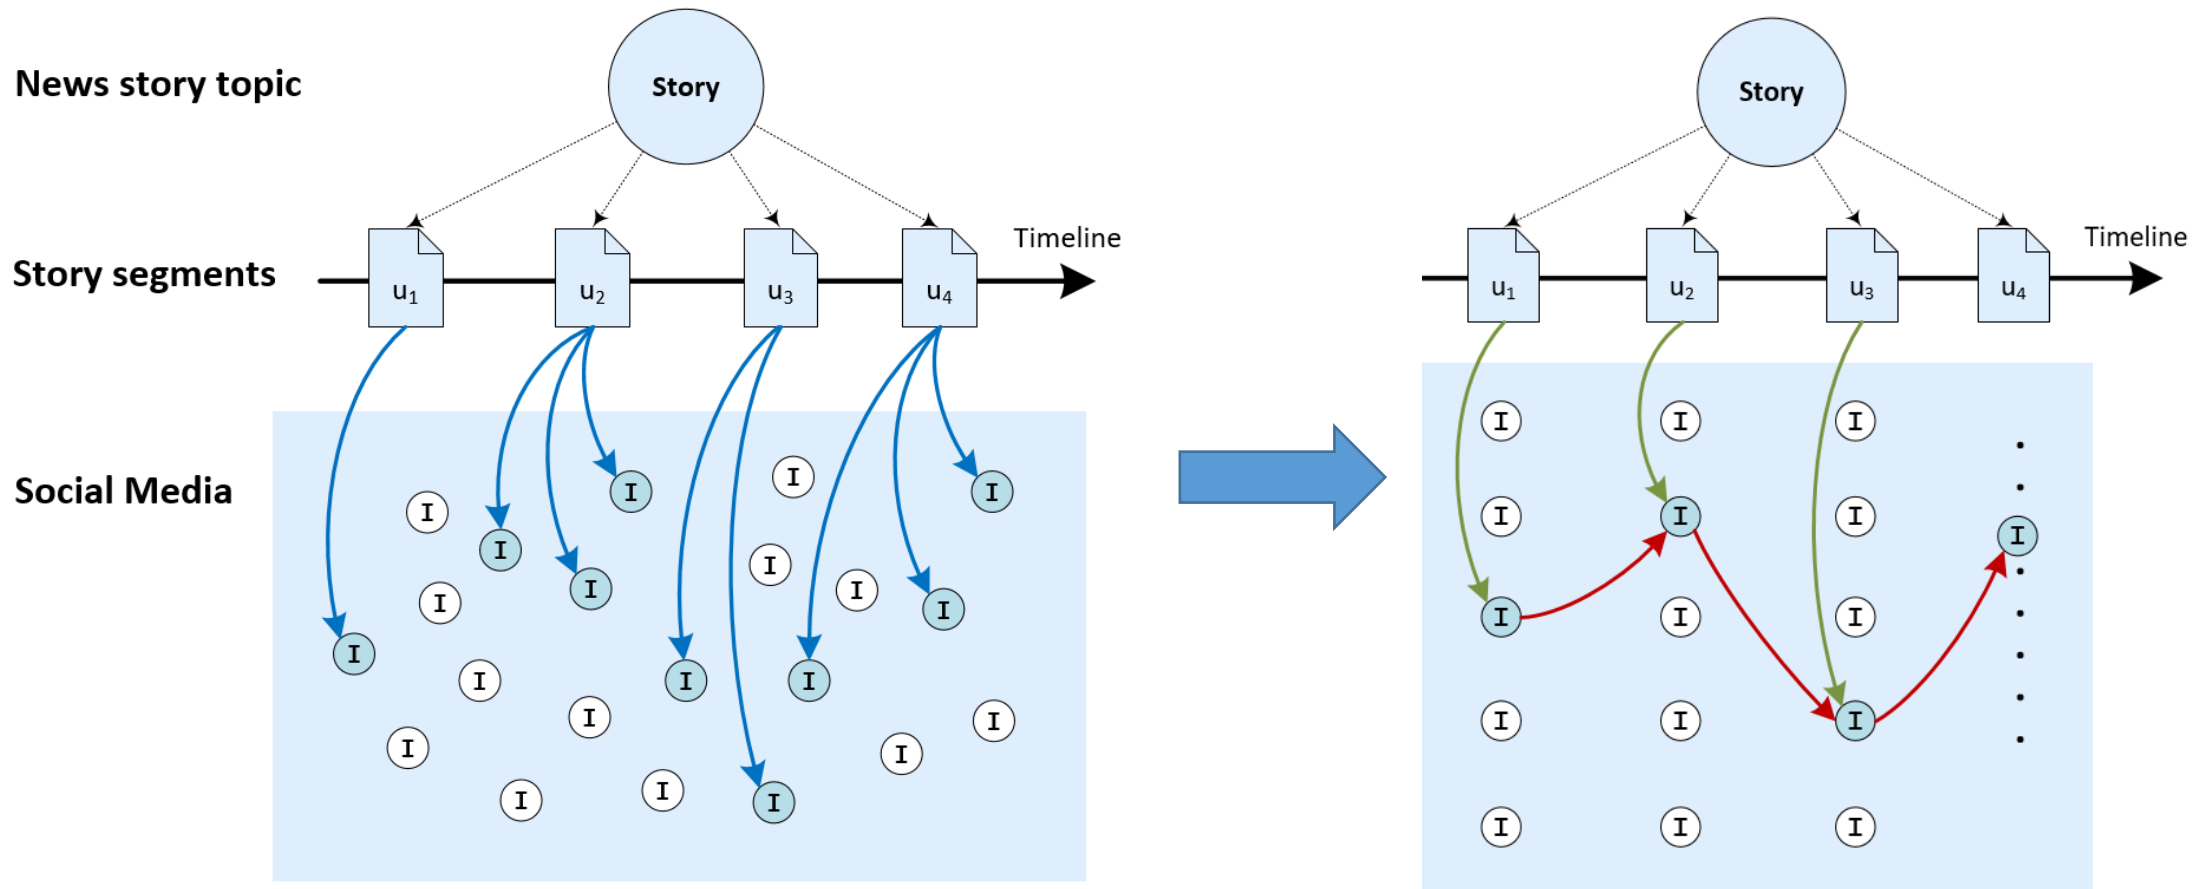 News story topic
Story
Story
Timeline
Timeline
Story segments
u₁ u₂ u₃ u₄
u₁ u₂ u₃ u₄
Social Media
I I I
I I I I
I I I
I I I
I I I
I I I
I I I
I I I
I I
I I I
I I I I
I I I
I I I
I I I